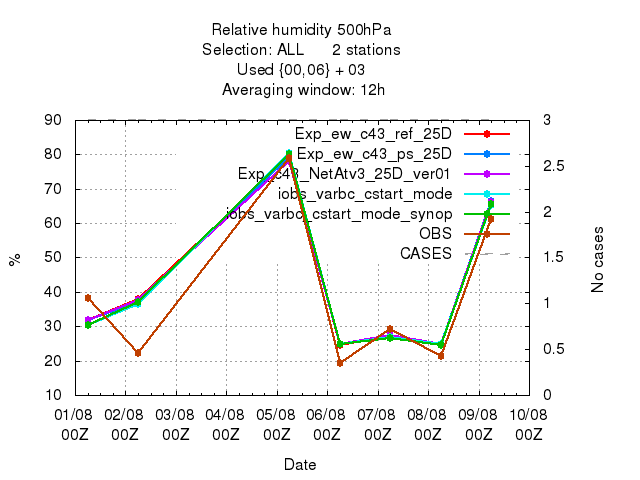 Relative humidity 500hPa
Selection: ALL 2 stations
Used {00,06} + 03
Averaging window: 12h
90
80
70
60
50
40
30
20
10
%
3
2.5
2
1.5
1
0.5
0
No cases
Exp_ew_c43_ref_25D
Exp_ew_c43_ps_25D
Exp_c43_NetAtv3_25D_ver01
iobs_varbc_cstart_mode
iobs_varbc_cstart_mode_synop
OBS
CASES
01/08 02/08 03/08 04/08 05/08 06/08 07/08 08/08 09/08 10/08
00Z 00Z 00Z 00Z 00Z 00Z 00Z 00Z 00Z 00Z
Date